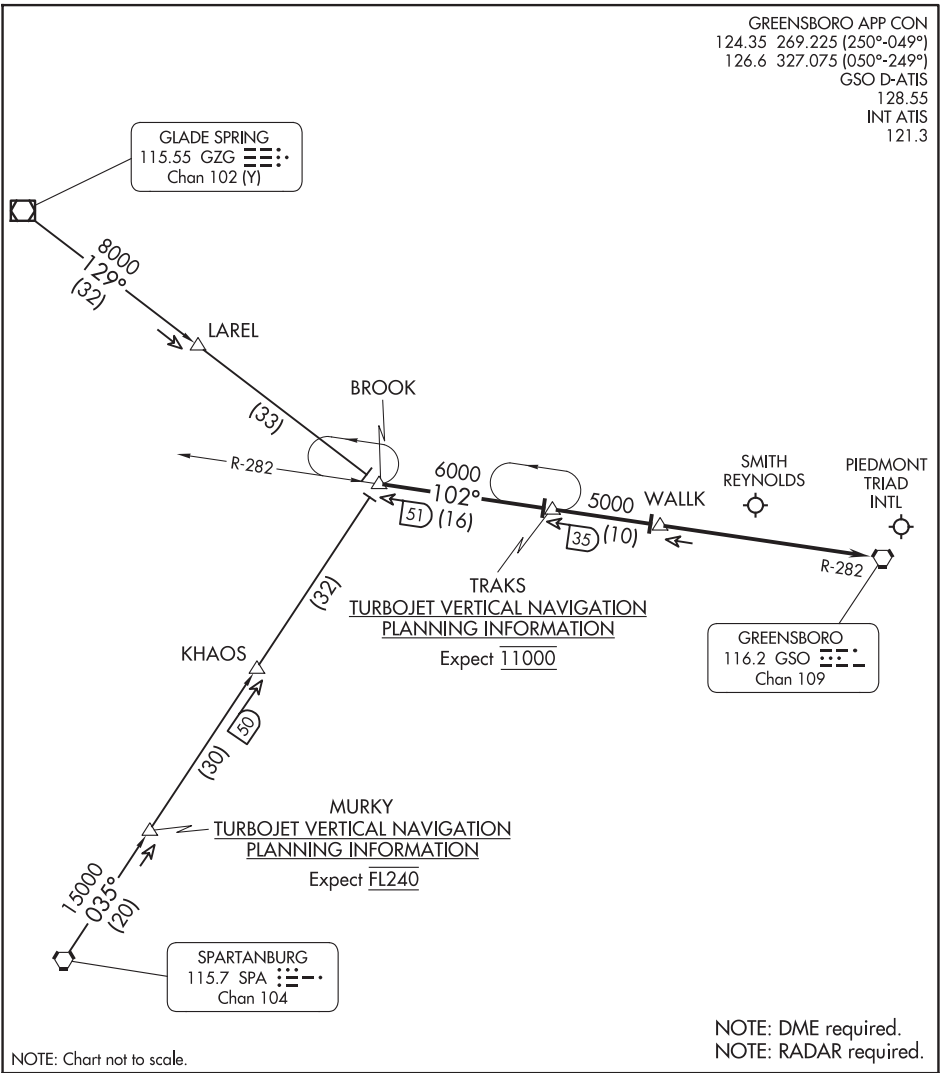 GREENSBORO APP CON
124.35 269.225 (250°-049°)
126.6 327.075 (050°-249°)
GSO D-ATIS
128.55
INT ATIS
121.3
GLADE SPRING
115.55 GZG
Chan 102 (Y)
8000
129°
(32)
LAREL
(33)
BROOK
R-282
6000
102°
51
(16)
5000
WALLK
35
(10)
SMITH
REYNOLDS
PIEDMONT
TRIAD
INTL
R-282
TRAKS
TURBOJET VERTICAL NAVIGATION
PLANNING INFORMATION
Expect 11000
GREENSBORO
116.2 GSO
Chan 109
(32)
KHAOS
50
(30)
MURKY
TURBOJET VERTICAL NAVIGATION
PLANNING INFORMATION
Expect FL240
15000
035°
(20)
SPARTANBURG
115.7 SPA
Chan 104
NOTE: DME required.
NOTE: RADAR required.
NOTE: Chart not to scale.